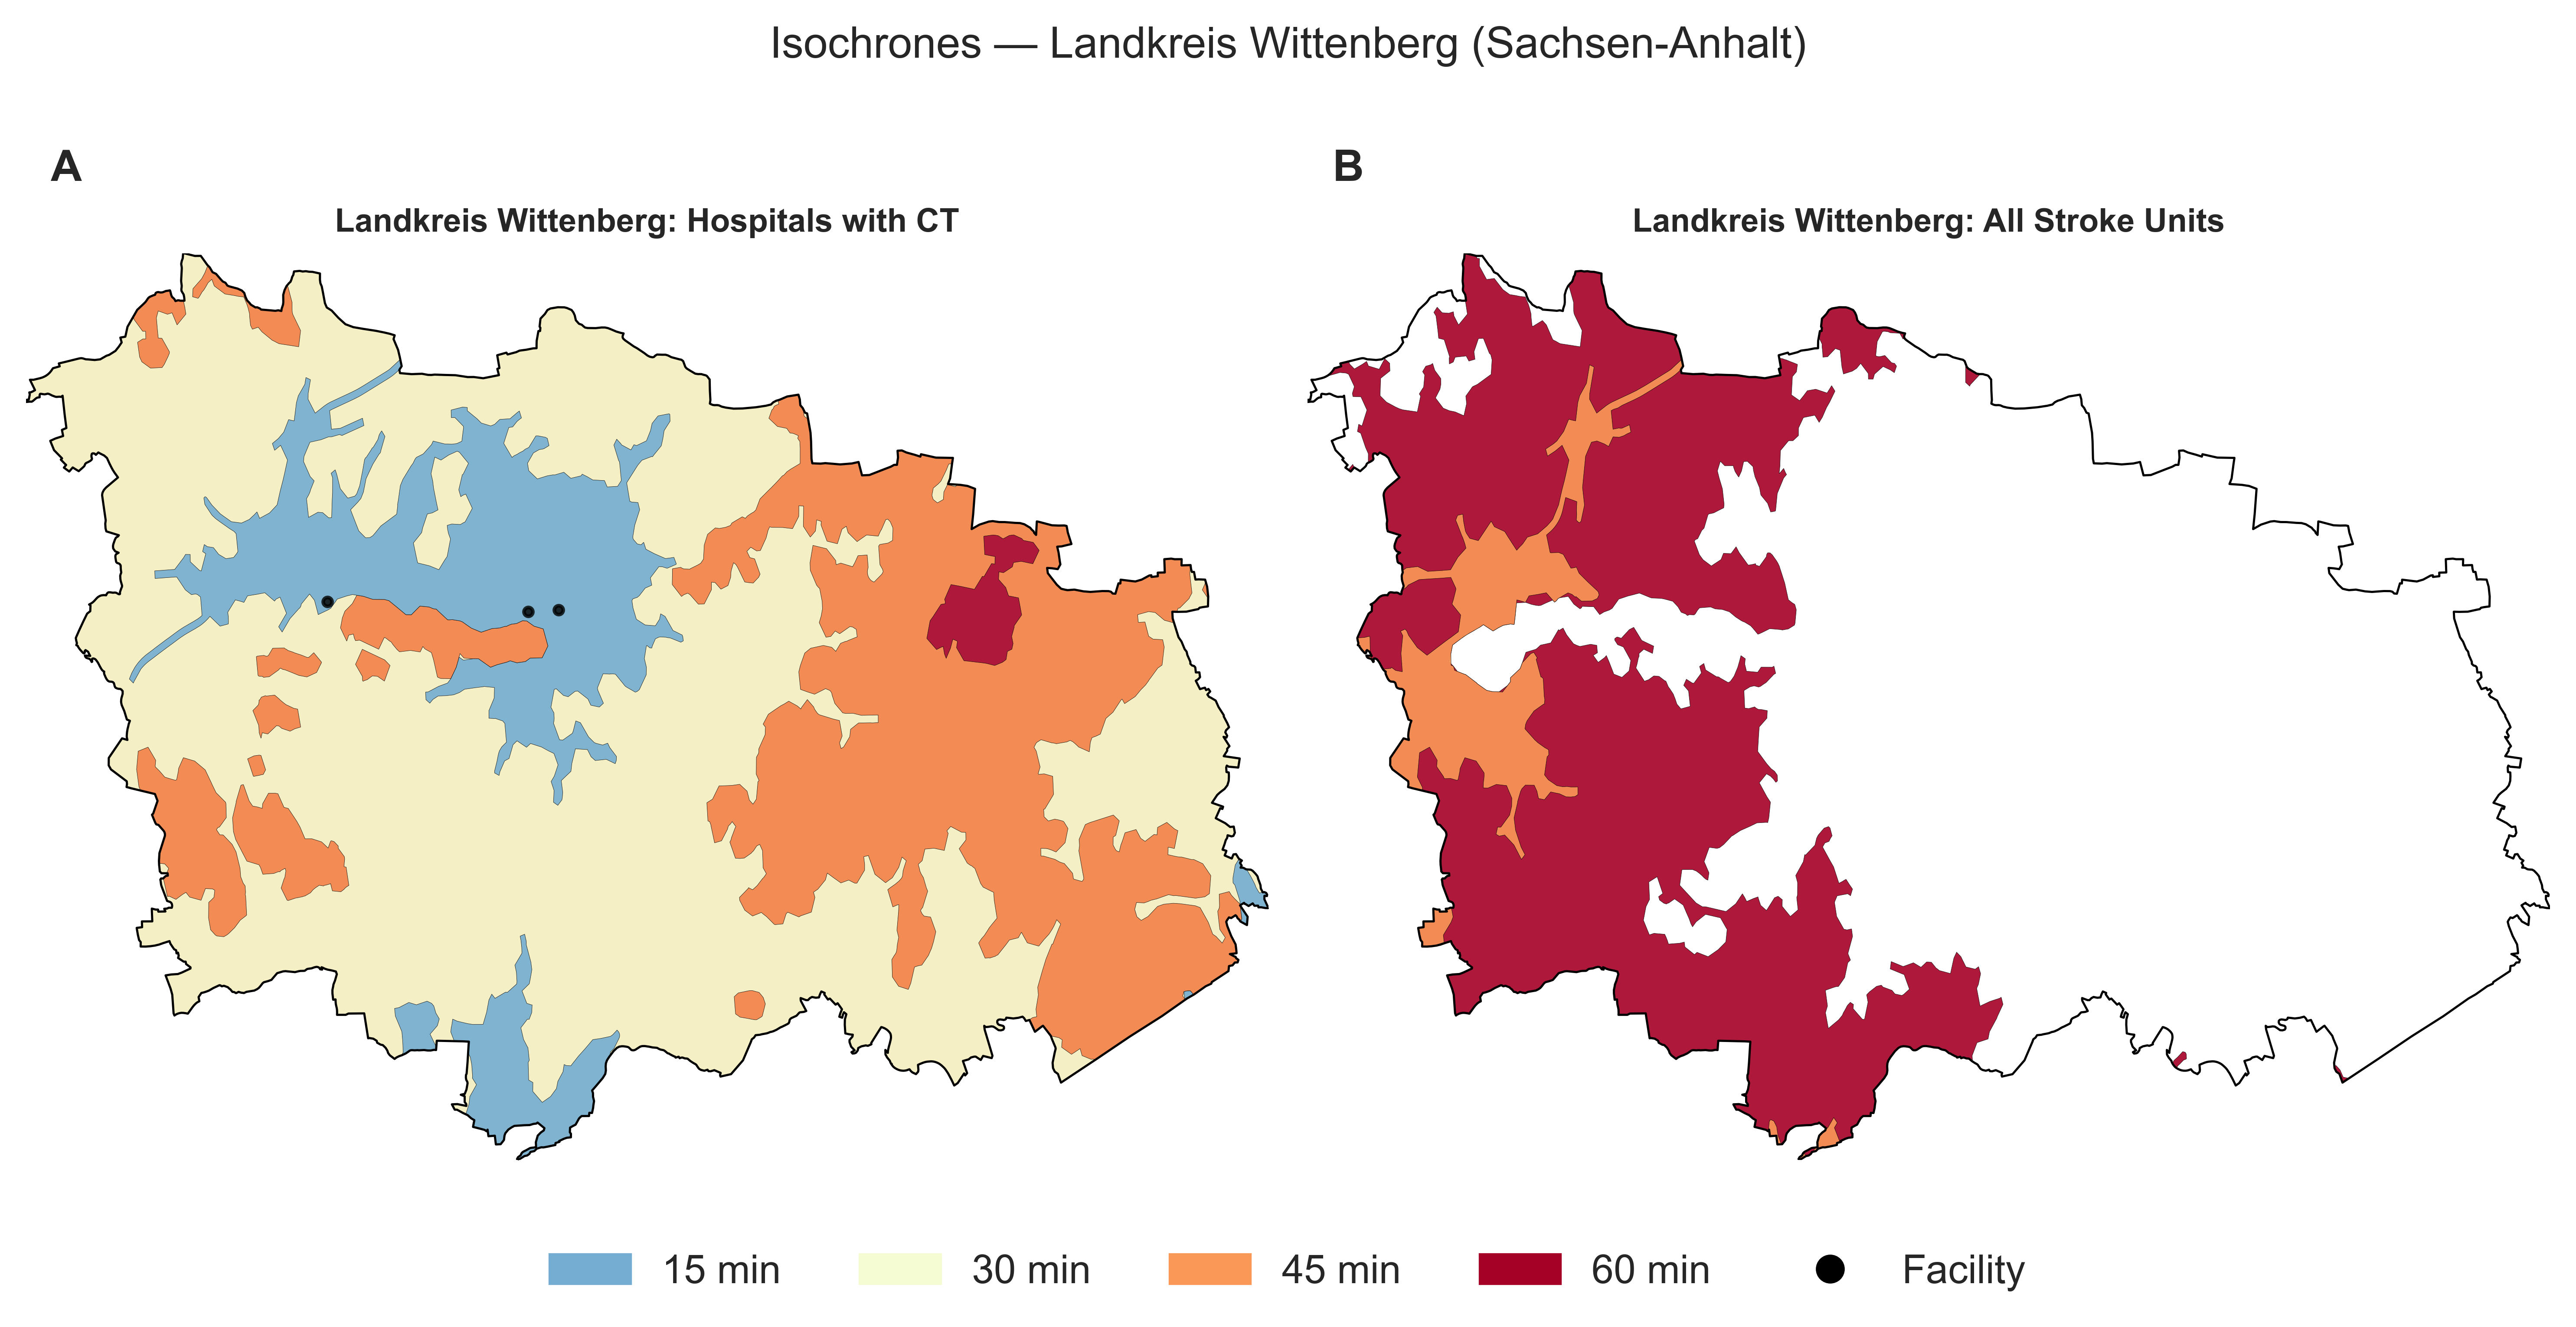 Isochrones — Landkreis Wittenberg (Sachsen-Anhalt)
A
Landkreis Wittenberg: Hospitals with CT
B
Landkreis Wittenberg: All Stroke Units
15 min
30 min
45 min
60 min
Facility